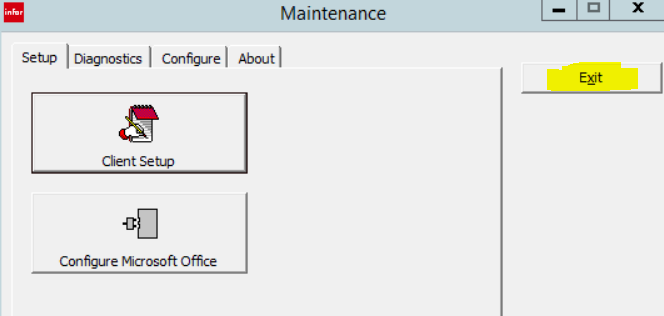 infor
Maintenance
Setup
Diagnostics
Configure
About
Exit
Client Setup
Configure Microsoft Office